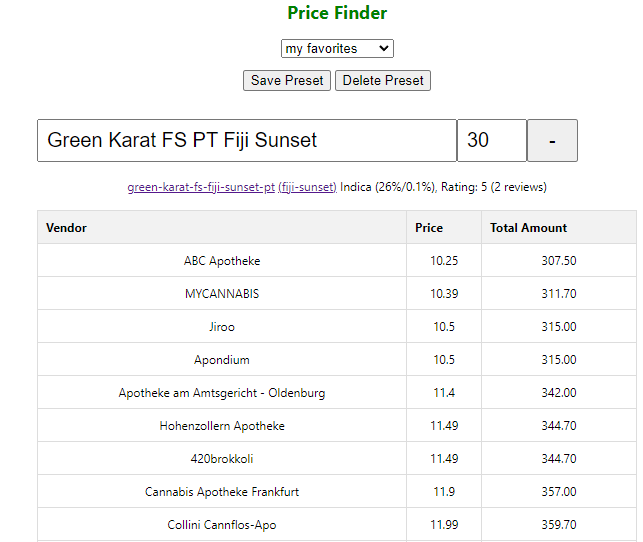 Price Finder
my favorites
Save Preset Delete Preset
Green Karat FS PT Fiji Sunset 30 -
green-karat-fs-fiji-sunset-pt (fiji-sunset) Indica (26%/0.1%), Rating: 5 (2 reviews)
Vendor Price Total Amount
ABC Apotheke 10.25 307.50
MYCANNABIS 10.39 311.70
Jiroo 10.5 315.00
Apondium 10.5 315.00
Apotheke am Amtsgericht - Oldenburg 11.4 342.00
Hohenzollern Apotheke 11.49 344.70
420brokkoli 11.49 344.70
Cannabis Apotheke Frankfurt 11.9 357.00
Collini Cannflos-Apo 11.99 359.70